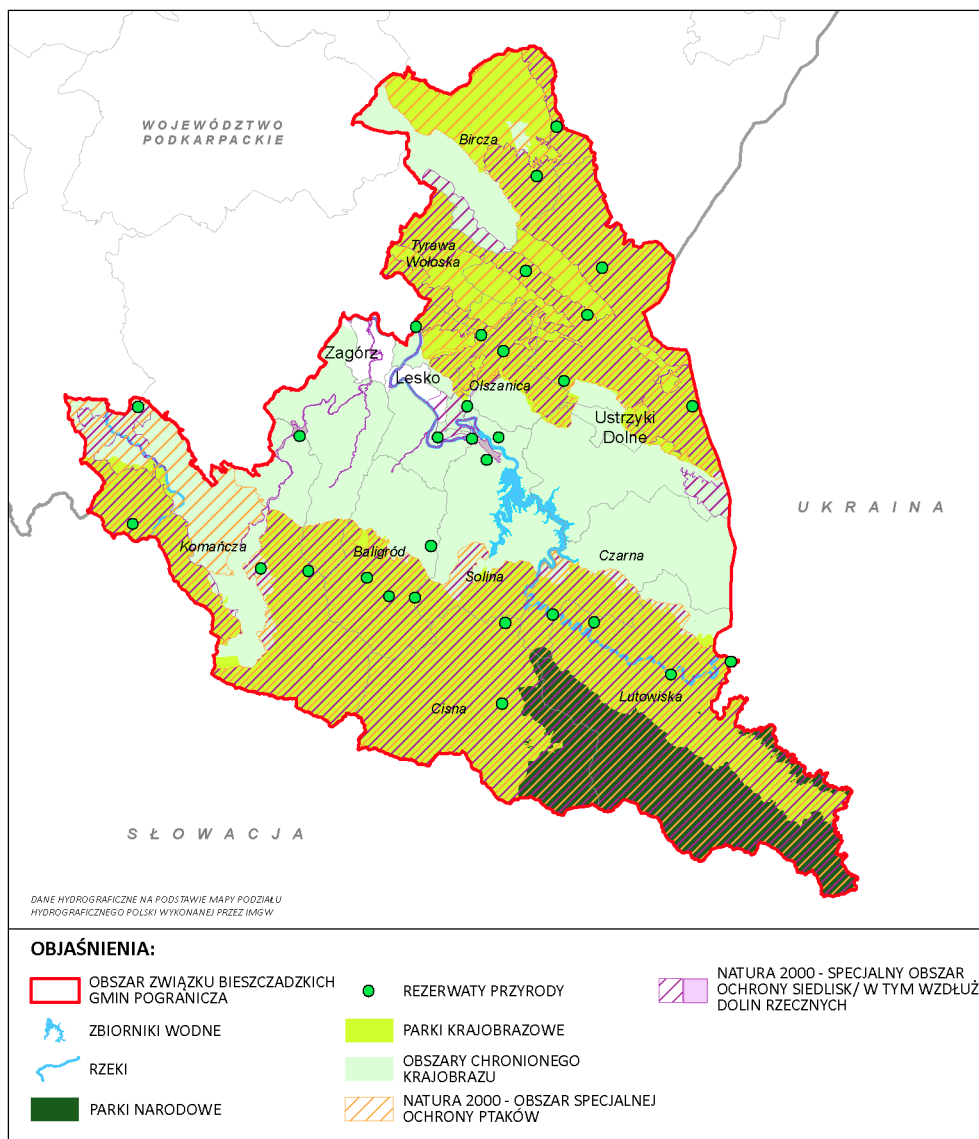 WOJEWÓDZTWO
PODKARPACKIE
Bircza
Tyrawa
Wołoska
Zagórz
Lesko
Olszanica
Ustrzyki
Dolne
UKRAINA
Komańcza
Baligród
Solina
Czarna
Cisna
Lutowiska
SŁOWACJA
DANE HYDROGRAFICZNE NA PODSTAWIE MAPY PODZIAŁU
HYDROGRAFICZNEGO POLSKI WYKONANEJ PRZEZ IMGW
OBJAŚNIENIA:
OBSZAR ZWIĄZKU BIESZCZADZKICH
GMIN POGRANICZA
ZBIORNIKI WODNE
RZEKI
PARKI NARODOWE
REZERWATY PRZYRODY
PARKI KRAJOBRAZOWE
OBSZARY CHRONIONEGO
KRAJOBRAZU
NATURA 2000 - OBSZAR SPECJALNEJ
OCHRONY PTAKÓW
NATURA 2000 - SPECJALNY OBSZAR
OCHRONY SIEDLISK/ W TYM WZDŁUŻ
DOLIN RZECZNYCH